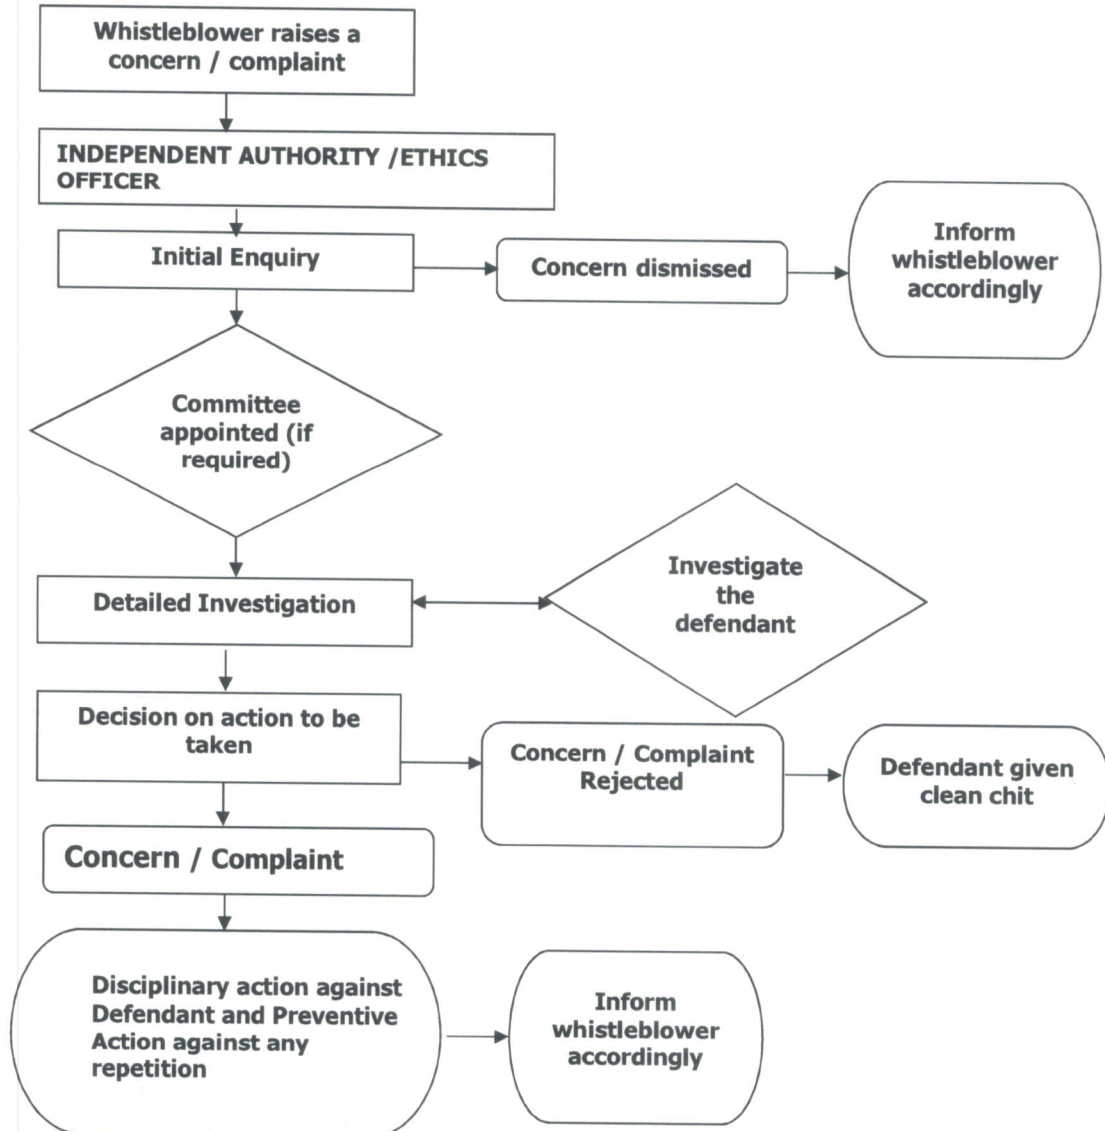 Whistleblower raises a
concern / complaint
INDEPENDENT AUTHORITY /ETHICS
OFFICER
Initial Enquiry
Concern dismissed
Inform
whistleblower
accordingly
Committee
appointed (if
required)
Detailed Investigation
Investigate
the
defendant
Decision on action to be
taken
Concern / Complaint
Rejected
Defendant given
clean chit
Concern / Complaint
Disciplinary action against
Defendant and Preventive
Action against any
repetition
Inform
whistleblower
accordingly